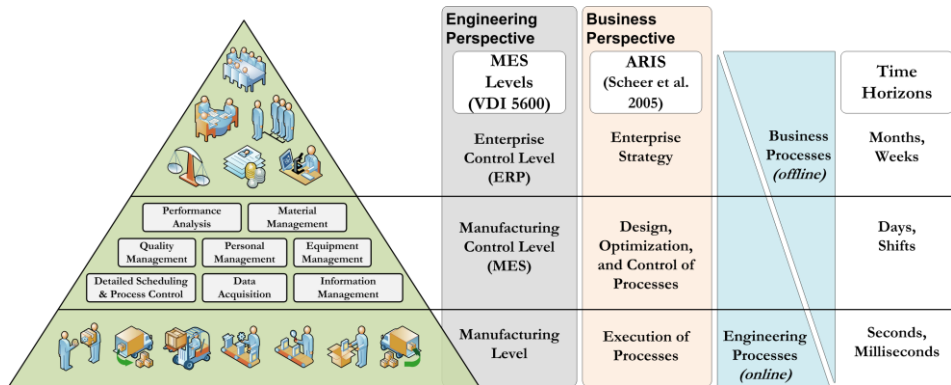 Engineering
Perspective
Business
Perspective
MES
Levels
(VDI 5600)
ARIS
(Scheer et al.
2005)
Time
Horizons
Enterprise
Control Level
(ERP)
Enterprise
Strategy
Business
Processes
(offline)
Months,
Weeks
Performance
Analysis
Material
Management
Quality
Management
Personal
Management
Equipment
Management
Detailed Scheduling
& Process Control
Data
Acquisition
Information
Management
Manufacturing
Control Level
(MES)
Design,
Optimization,
and Control of
Processes
Days,
Shifts
Manufacturing
Level
Execution of
Processes
Engineering
Processes
(online)
Seconds,
Milliseconds